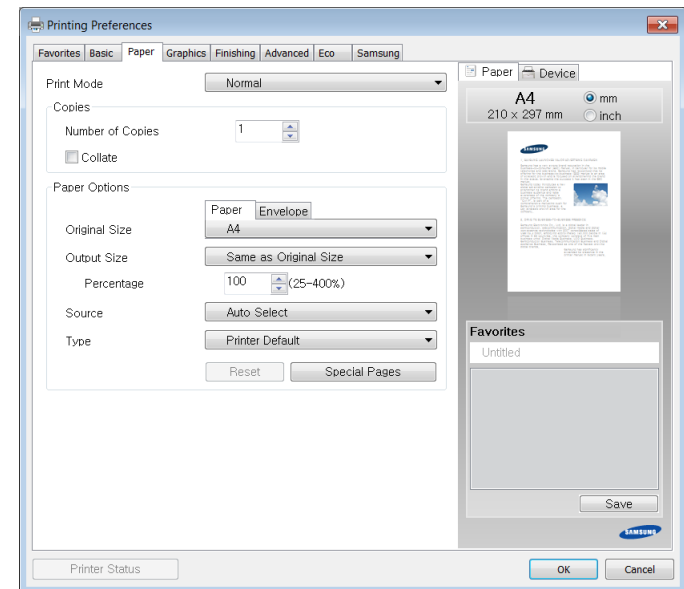 Printing Preferences
Favorites Basic Paper Graphics Finishing Advanced Eco Samsung
Print Mode Normal
Copies
Number of Copies 1
Collate
Paper Options
Paper Envelope
Original Size A4
Output Size Same as Original Size
Percentage 100 (25-400%)
Source Auto Select
Type Printer Default
Reset Special Pages
Paper Device
A4 mm
210 x 297 mm inch
SAMSUNG
Favorites
Untitled
Save
SAMSUNG
Printer Status OK Cancel